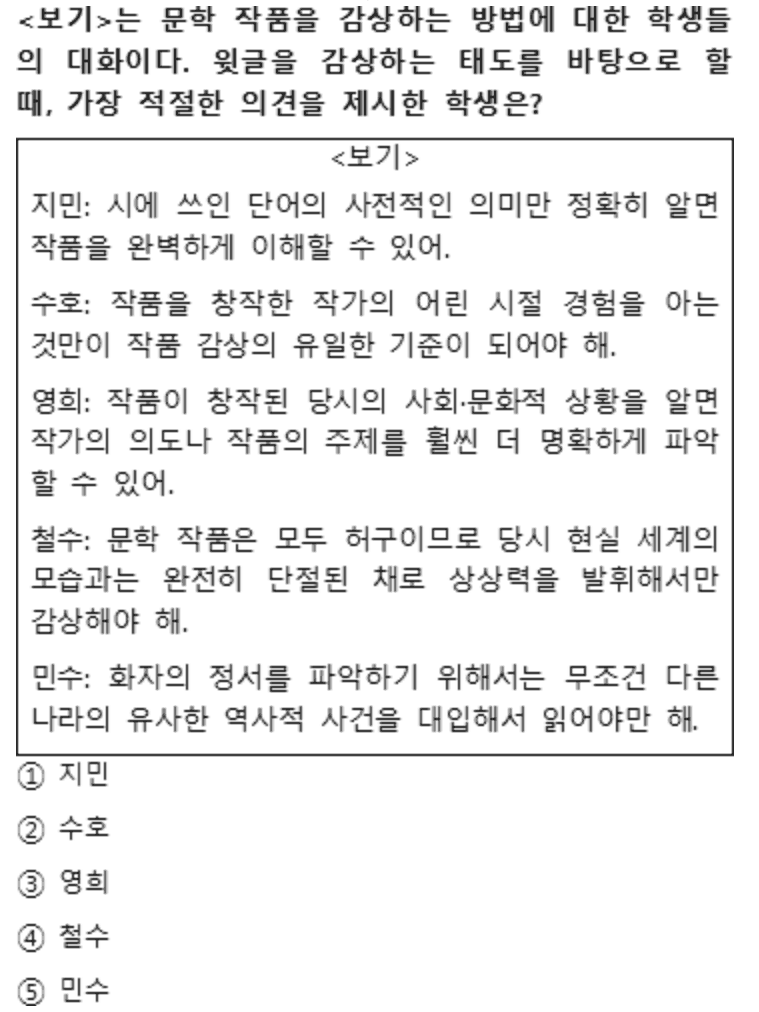 <보기>는 문학 작품을 감상하는 방법에 대한 학생들
의 대화이다. 윗글을 감상하는 태도를 바탕으로 할
때, 가장 적절한 의견을 제시한 학생은?
<보기>
지민: 시에 쓰인 단어의 사전적인 의미만 정확히 알면
작품을 완벽하게 이해할 수 있어.
수호: 작품을 창작한 작가의 어린 시절 경험을 아는
것만이 작품 감상의 유일한 기준이 되어야 해.
영희: 작품이 창작된 당시의 사회·문화적 상황을 알면
작가의 의도나 작품의 주제를 훨씬 더 명확하게 파악
할 수 있어.
철수: 문학 작품은 모두 허구이므로 당시 현실 세계의
모습과는 완전히 단절된 채로 상상력을 발휘해서만
감상해야 해.
민수: 화자의 정서를 파악하기 위해서는 무조건 다른
나라의 유사한 역사적 사건을 대입해서 읽어야만 해.
① 지민
② 수호
③ 영희
④ 철수
⑤ 민수